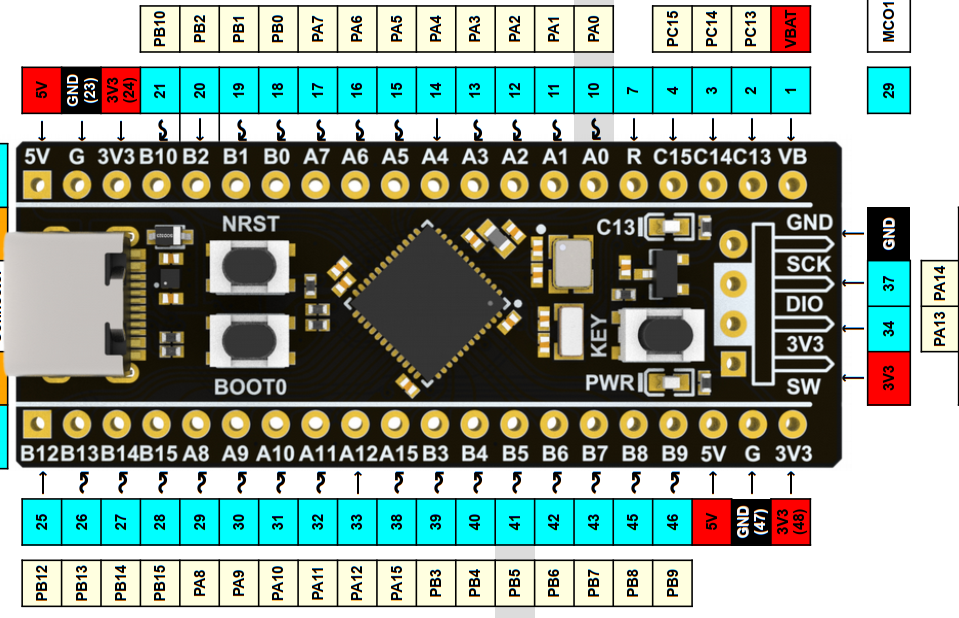 PB10 PB2 PB1 PB0 PA7 PA6 PA5 PA4 PA3 PA2 PA1 PA0 PC15 PC14 PC13 VBAT MCO1
5V GND (23) 3V3 (24) 21 20 19 18 17 16 15 14 13 12 11 10 7 4 3 2 1 29
5V G 3V3 B10 B2 B1 B0 A7 A6 A5 A4 A3 A2 A1 A0 R C15 C14 C13 VB
NRST
C13
GND
SCK
DIO
3V3
SW
GND
37 PA14
34 PA13
3V3
KEY
BOOT0
PWR
B12 B13 B14 B15 A8 A9 A10 A11 A12 A15 B3 B4 B5 B6 B7 B8 B9 5V G 3V3
25 26 27 28 29 30 31 32 33 38 39 40 41 42 43 45 46 5V GND (47) 3V3 (48)
PB12 PB13 PB14 PB15 PA8 PA9 PA10 PA11 PA12 PA15 PB3 PB4 PB5 PB6 PB7 PB8 PB9